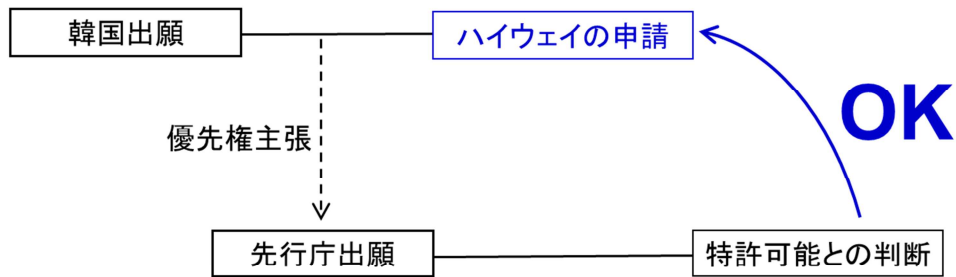 韓国出願
ハイウェイの申請
OK
優先権主張
先行庁出願
特許可能との判断